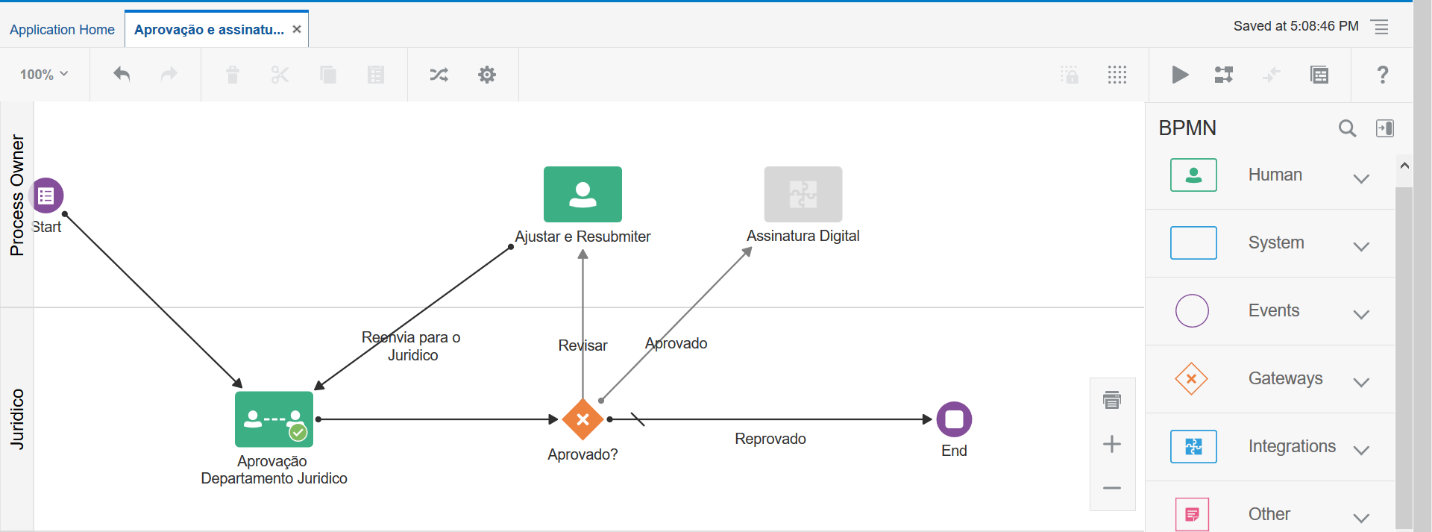 Application Home
Aprovação e assinatu... ×
Saved at 5:08:46 PM
100%
?
BPMN
Human
System
Events
Gateways
Integrations
Other
Process Owner
Start
Ajustar e Resubmiter
Assinatura Digital
Reenvia para o
Juridico
Revisar
Aprovado
Juridico
Aprovação
Departamento Juridico
Aprovado?
Reprovado
End